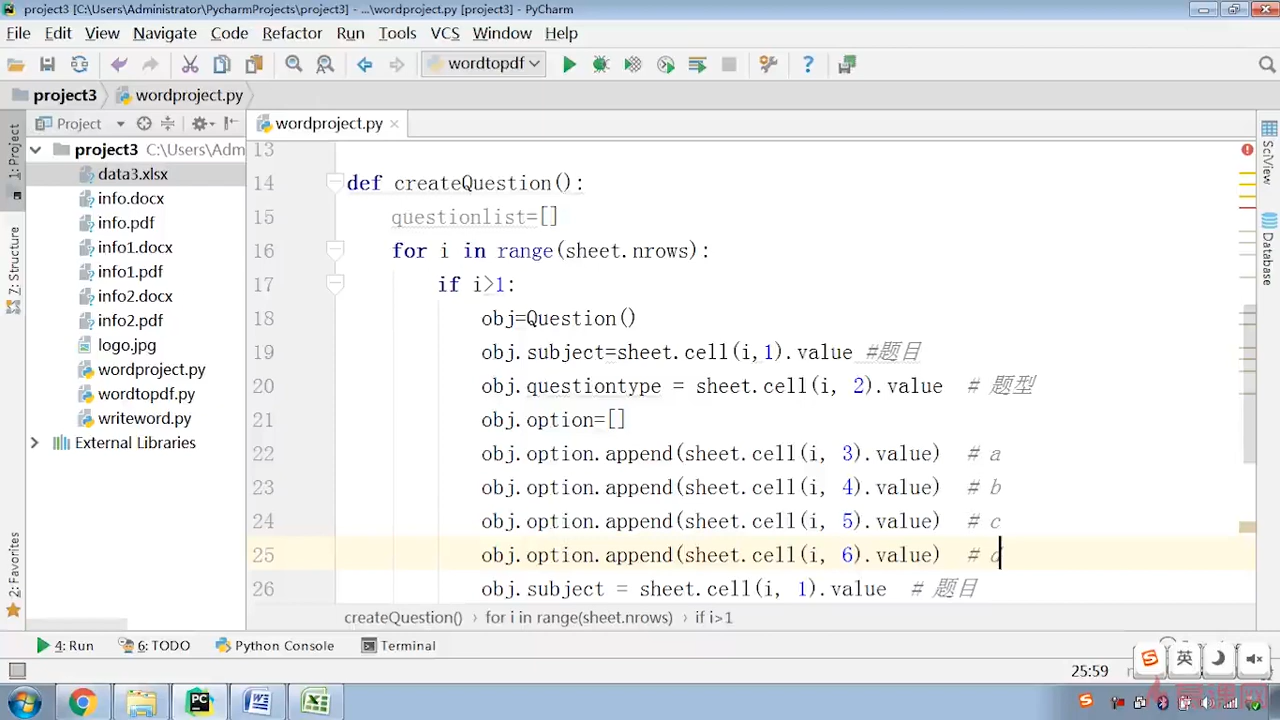 project3 [C:\Users\Administrator\PycharmProjects\project3] - ...\wordproject.py [project3] - PyCharm
File Edit View Navigate Code Refactor Run Tools VCS Window Help
wordtopdf
project3 wordproject.py
Project
wordproject.py
1: Project
Z: Structure
2: Favorites
project3 C:\Users\Adm
data3.xlsx
info.docx
info.pdf
info1.docx
info1.pdf
info2.docx
info2.pdf
logo.jpg
wordproject.py
wordtopdf.py
writeword.py
External Libraries
13
14 def createQuestion():
15 questionlist=[]
16 for i in range(sheet.nrows):
17 if i>1:
18 obj=Question()
19 obj.subject=sheet.cell(i,1).value #题目
20 obj.questiontype = sheet.cell(i, 2).value # 题型
21 obj.option=[]
22 obj.option.append(sheet.cell(i, 3).value) # a
23 obj.option.append(sheet.cell(i, 4).value) # b
24 obj.option.append(sheet.cell(i, 5).value) # c
25 obj.option.append(sheet.cell(i, 6).value) # d
26 obj.subject = sheet.cell(i, 1).value # 题目
createQuestion() for i in range(sheet.nrows) if i>1
SciView
Database
4: Run 6: TODO Python Console Terminal
25:59
英